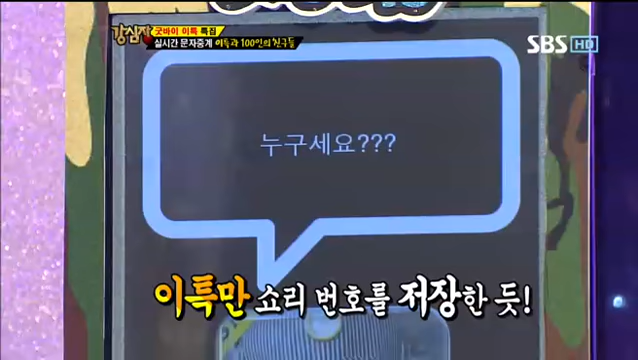 강심장 굿바이 이특 특집
실시간 문자중계 이특과 100인의 친구들
SBS HD
누구세요???
이특만 쇼리 번호를 저장한 듯!